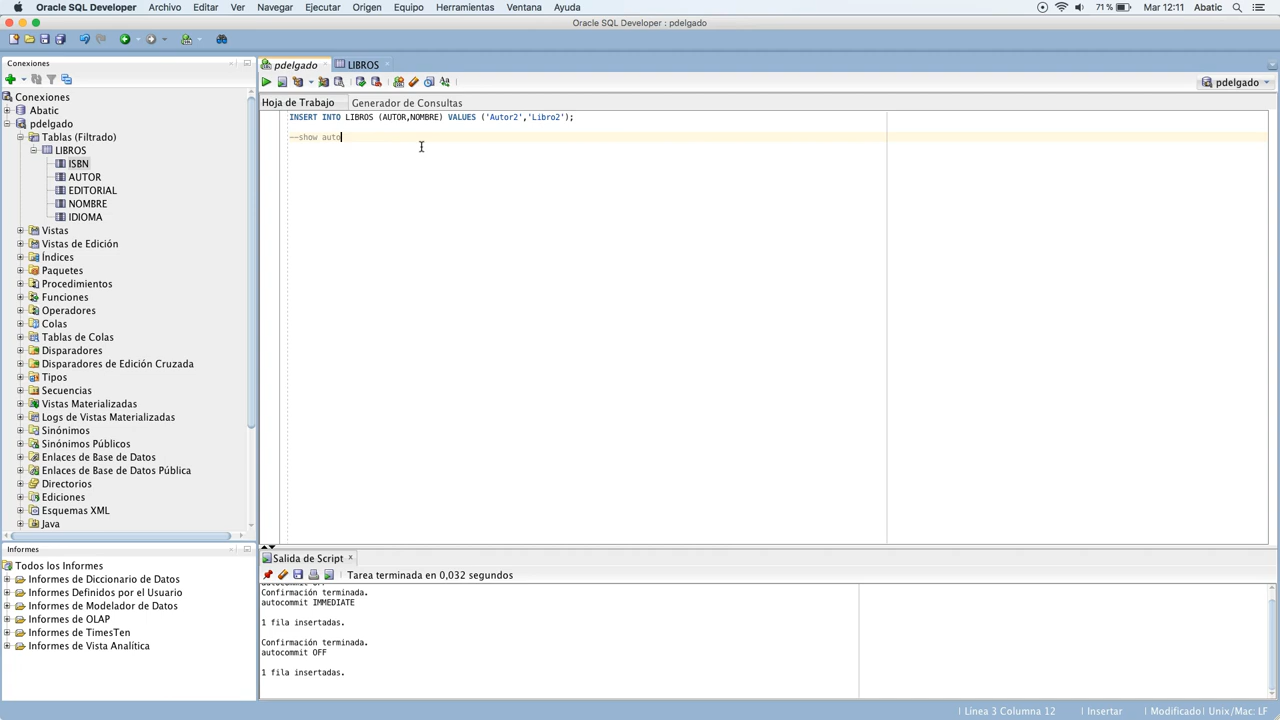 Oracle SQL Developer Archivo Editar Ver Navegar Ejecutar Origen Equipo Herramientas Ventana Ayuda 71 % Mar 12:11 Abatic
Oracle SQL Developer : pdelgado
Conexiones
Conexiones
Abatic
pdelgado
Tablas (Filtrado)
LIBROS
ISBN
AUTOR
EDITORIAL
NOMBRE
IDIOMA
Vistas
Vistas de Edición
Índices
Paquetes
Procedimientos
Funciones
Operadores
Colas
Tablas de Colas
Disparadores
Disparadores de Edición Cruzada
Tipos
Secuencias
Vistas Materializadas
Logs de Vistas Materializadas
Sinónimos
Sinónimos Públicos
Enlaces de Base de Datos
Enlaces de Base de Datos Pública
Directorios
Ediciones
Esquemas XML
Java
Informes
Todos los Informes
Informes de Diccionario de Datos
Informes Definidos por el Usuario
Informes de Modelador de Datos
Informes de OLAP
Informes de TimesTen
Informes de Vista Analítica
pdelgado LIBROS
pdelgado
Hoja de Trabajo Generador de Consultas
INSERT INTO LIBROS (AUTOR,NOMBRE) VALUES ('Autor2','Libro2');
--show auto
Salida de Script
Tarea terminada en 0,032 segundos
autocommit OFF
Confirmación terminada.
autocommit IMMEDIATE
1 fila insertadas.
Confirmación terminada.
autocommit OFF
1 fila insertadas.
Línea 3 Columna 12 Insertar Modificado Unix/Mac: LF